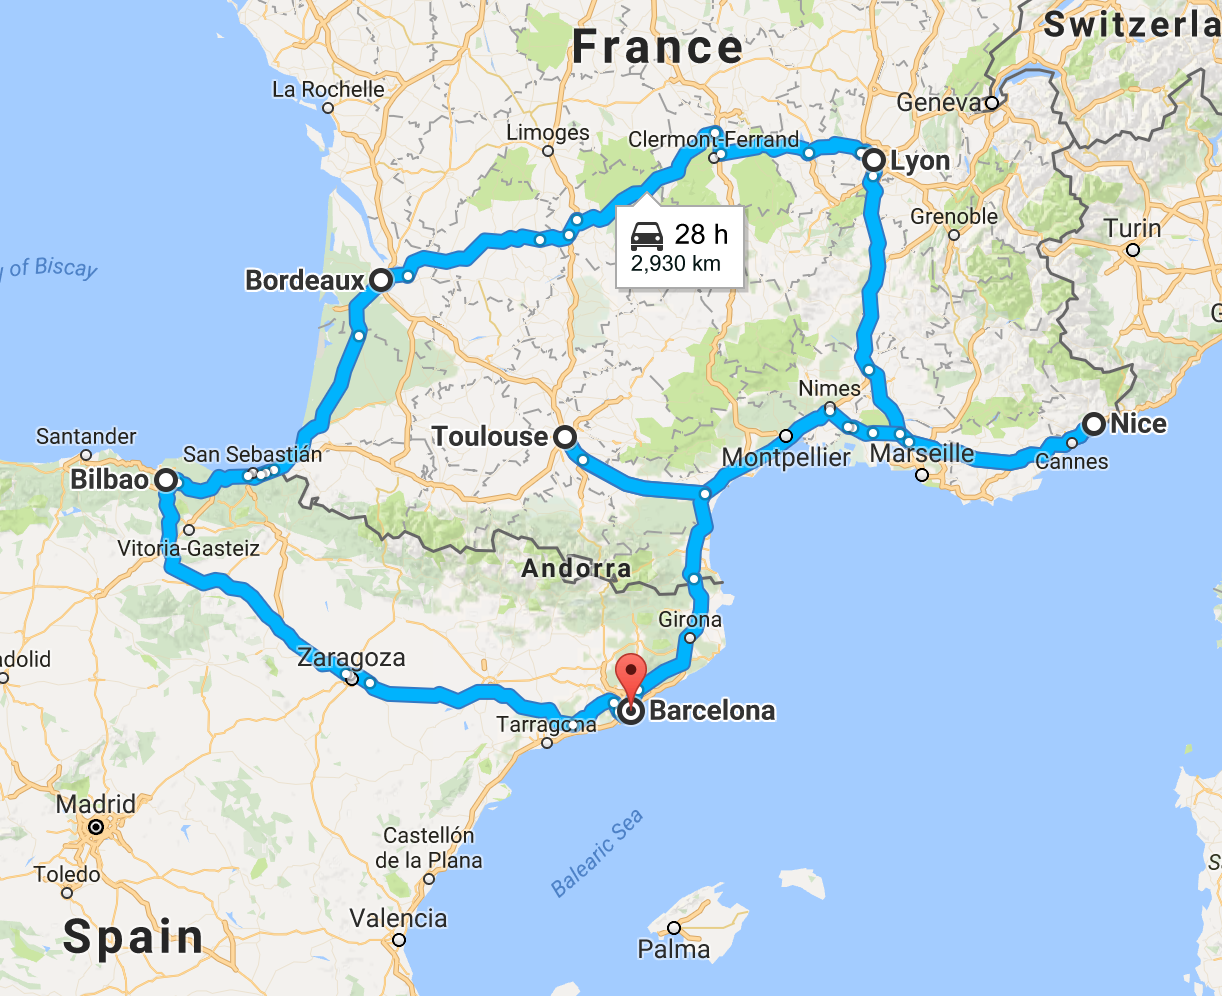 France
Switzerla
La Rochelle
Geneva
Limoges
Clermont-Ferrand
Lyon
Grenoble
Turin
28 h
2,930 km
y of Biscay
Bordeaux
G
Nimes
Nice
Santander
San Sebastián
Toulouse
Montpellier
Marseille
Cannes
Bilbao
Vitoria-Gasteiz
Andorra
Girona
Zaragoza
adolid
Barcelona
Tarragona
Madrid
Castellón
de la Plana
Balearic Sea
Toledo
S
Valencia
Spain
Palma